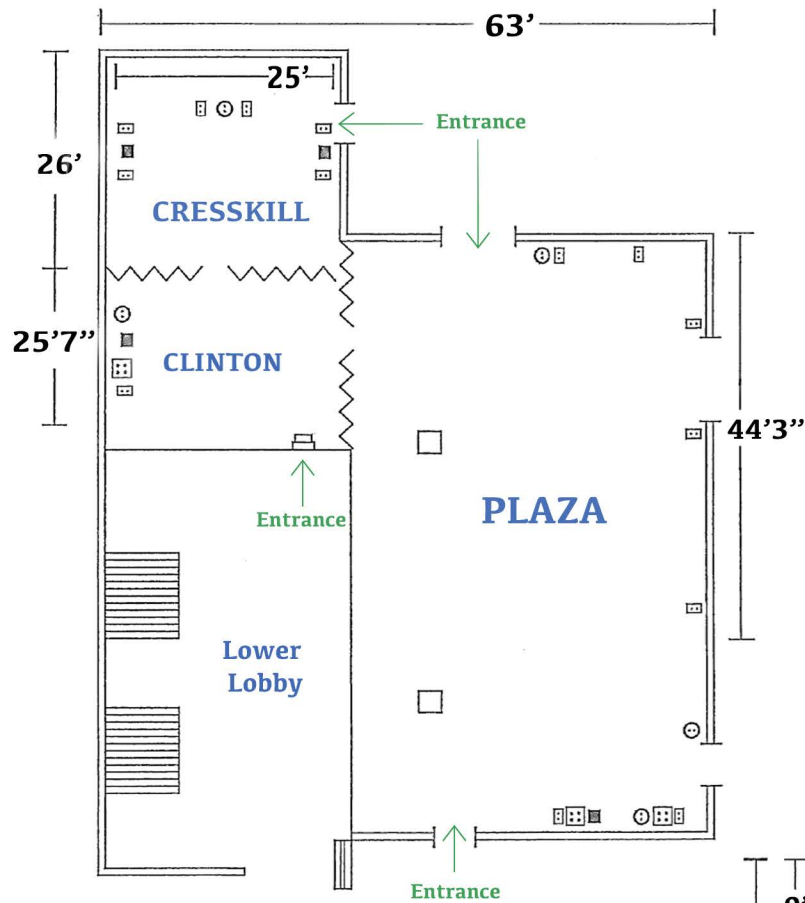 63'
25'
Entrance
26'
CRESSKILL
25'7"
CLINTON
44'3"
PLAZA
Entrance
Lower
Lobby
Entrance